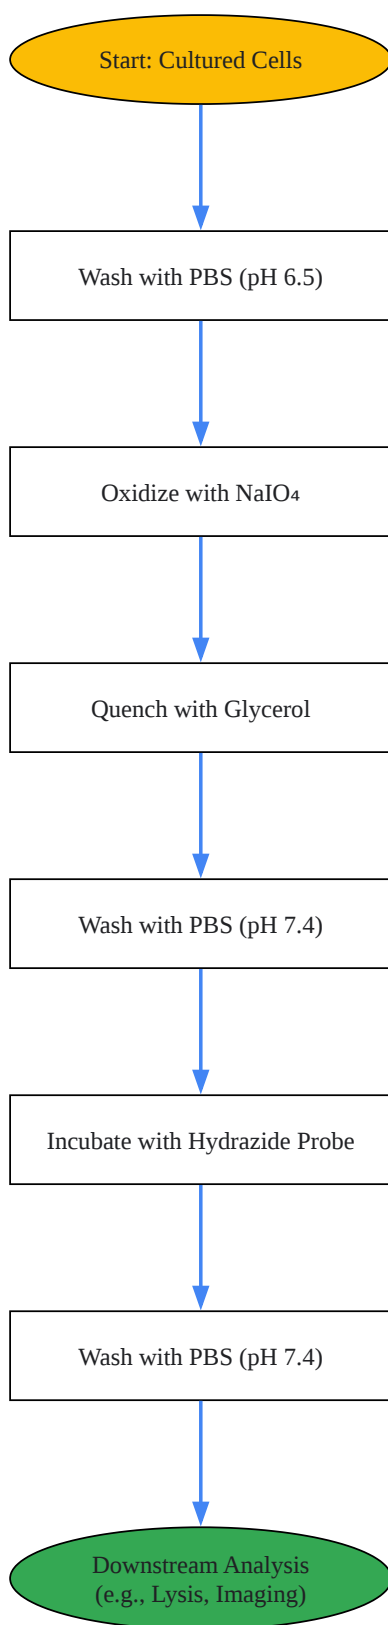 Start: Cultured Cells
Wash with PBS (pH 6.5)
Oxidize with NaIO₄
Quench with Glycerol
Wash with PBS (pH 7.4)
Incubate with Hydrazide Probe
Wash with PBS (pH 7.4)
Downstream Analysis
(e.g., Lysis, Imaging)